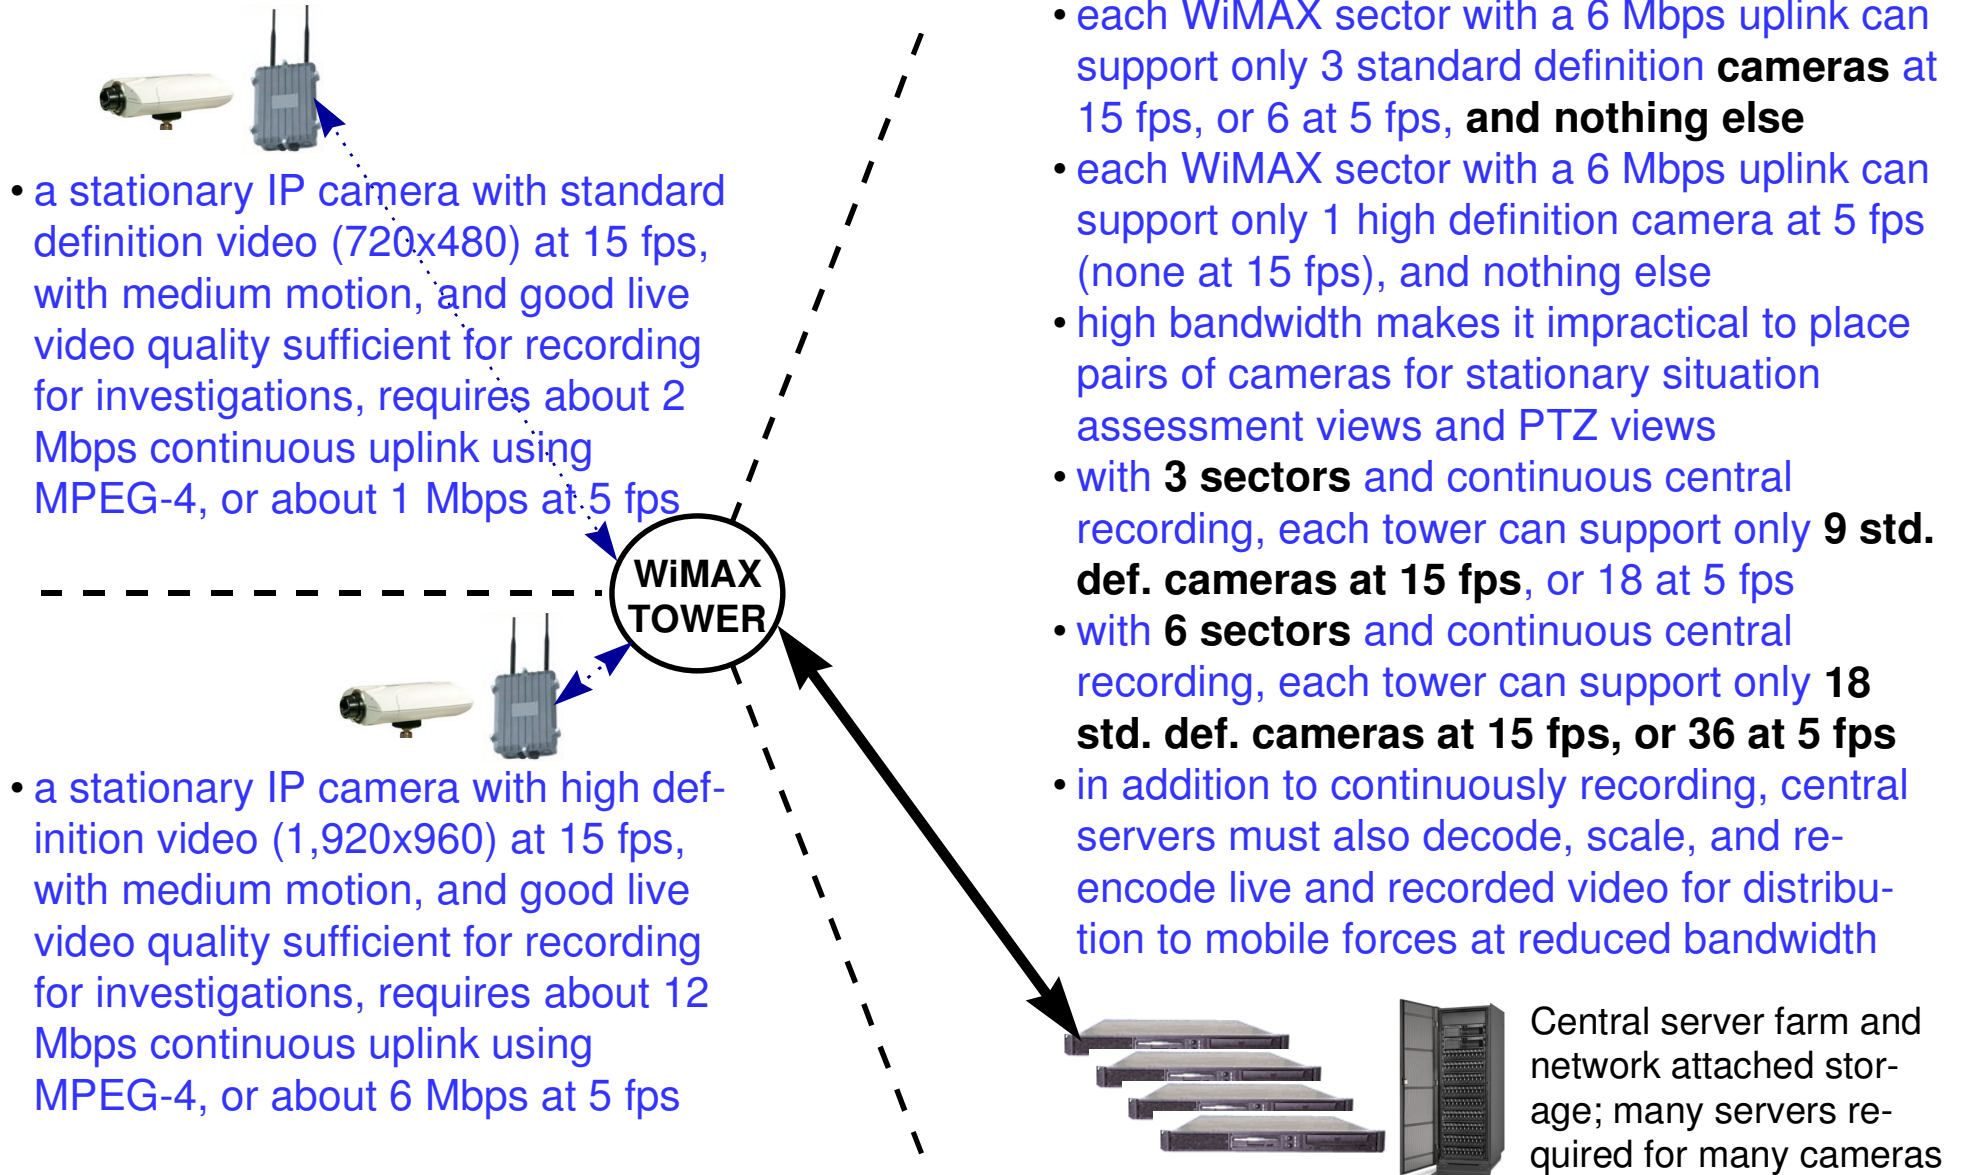 • a stationary IP camera with standard
definition video (720x480) at 15 fps,
with medium motion, and good live
video quality sufficient for recording
for investigations, requires about 2
Mbps continuous uplink using
MPEG-4, or about 1 Mbps at 5 fps
WiMAX
TOWER
• a stationary IP camera with high def-
inition video (1,920x960) at 15 fps,
with medium motion, and good live
video quality sufficient for recording
for investigations, requires about 12
Mbps continuous uplink using
MPEG-4, or about 6 Mbps at 5 fps
• each WiMAX sector with a 6 Mbps uplink can
support only 3 standard definition cameras at
15 fps, or 6 at 5 fps, and nothing else
• each WiMAX sector with a 6 Mbps uplink can
support only 1 high definition camera at 5 fps
(none at 15 fps), and nothing else
• high bandwidth makes it impractical to place
pairs of cameras for stationary situation
assessment views and PTZ views
• with 3 sectors and continuous central
recording, each tower can support only 9 std.
def. cameras at 15 fps, or 18 at 5 fps
• with 6 sectors and continuous central
recording, each tower can support only 18
std. def. cameras at 15 fps, or 36 at 5 fps
• in addition to continuously recording, central
servers must also decode, scale, and re-
encode live and recorded video for distribu-
tion to mobile forces at reduced bandwidth
Central server farm and
network attached stor-
age; many servers re-
quired for many cameras